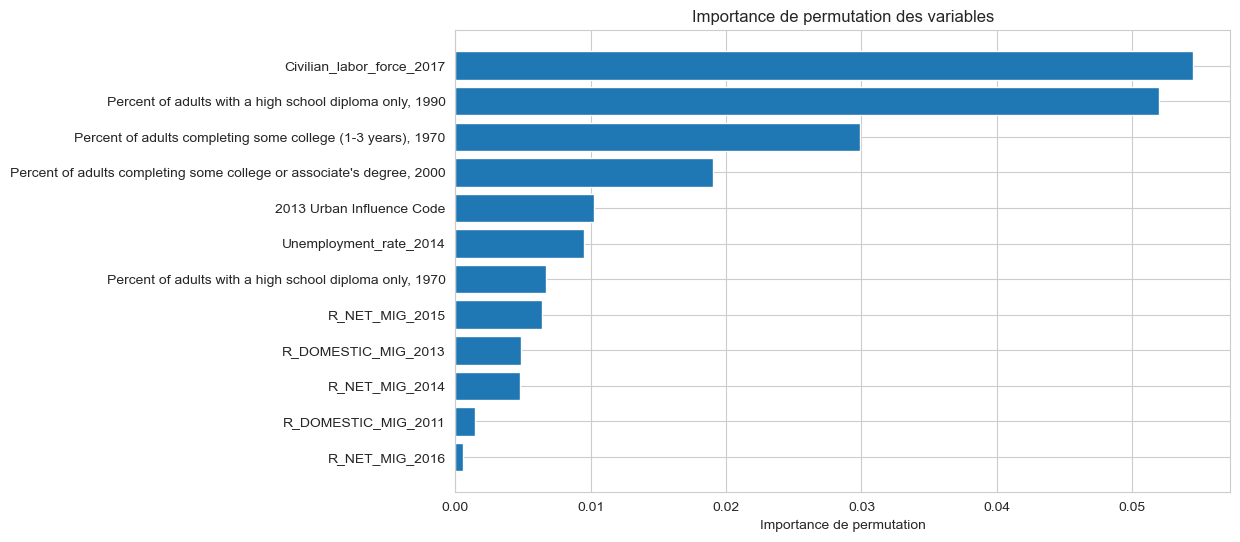 Importance de permutation des variables
Civilian_labor_force_2017
Percent of adults with a high school diploma only, 1990
Percent of adults completing some college (1-3 years), 1970
Percent of adults completing some college or associate's degree, 2000
2013 Urban Influence Code
Unemployment_rate_2014
Percent of adults with a high school diploma only, 1970
R_NET_MIG_2015
R_DOMESTIC_MIG_2013
R_NET_MIG_2014
R_DOMESTIC_MIG_2011
R_NET_MIG_2016
0.00 0.01 0.02 0.03 0.04 0.05
Importance de permutation